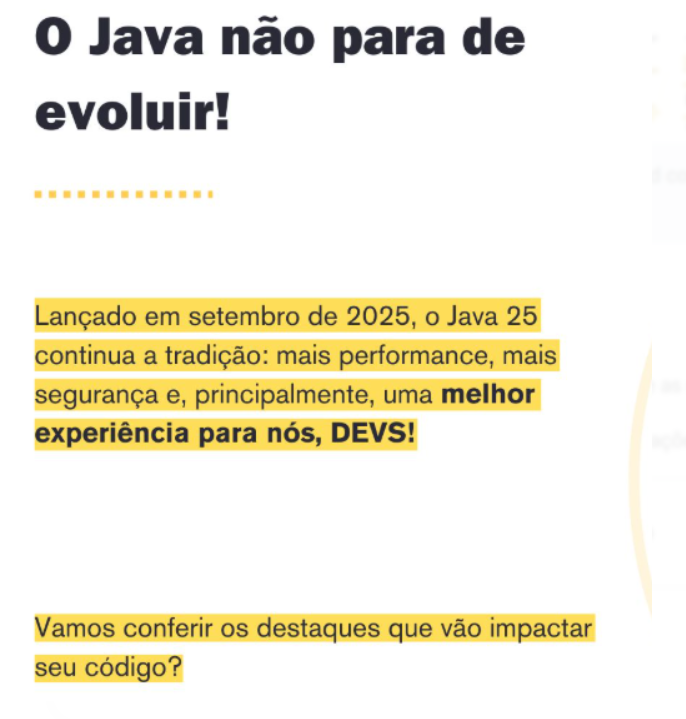 O Java não para de
evoluir!
Lançado em setembro de 2025, o Java 25
continua a tradição: mais performance, mais
segurança e, principalmente, uma melhor
experiência para nós, DEVS!
Vamos conferir os destaques que vão impactar
seu código?